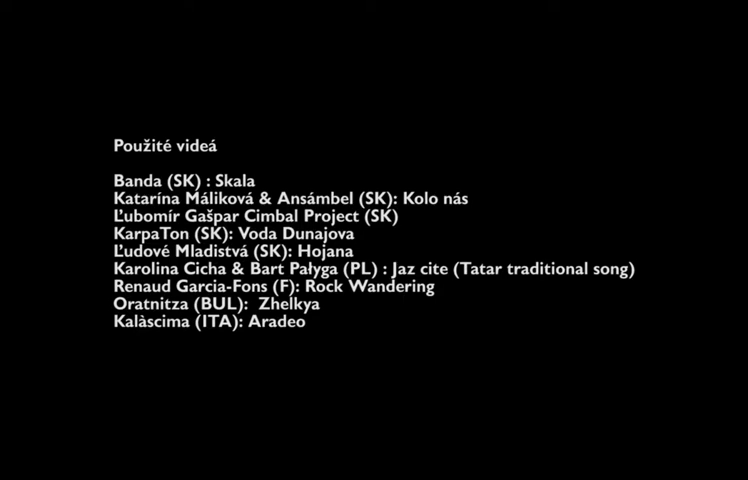 Použité videá
Banda (SK) : Skala
Katarína Máliková & Ansámbel (SK): Kolo nás
Ľubomír Gašpar Cimbal Project (SK)
KarpaTon (SK): Voda Dunajova
Ľudové Mladistvá (SK): Hojana
Karolina Cicha & Bart Pałyga (PL) : Jaz cite (Tatar traditional song)
Renaud Garcia-Fons (F): Rock Wandering
Oratnitza (BUL):  Zhelkya
Kalàscima (ITA): Aradeo